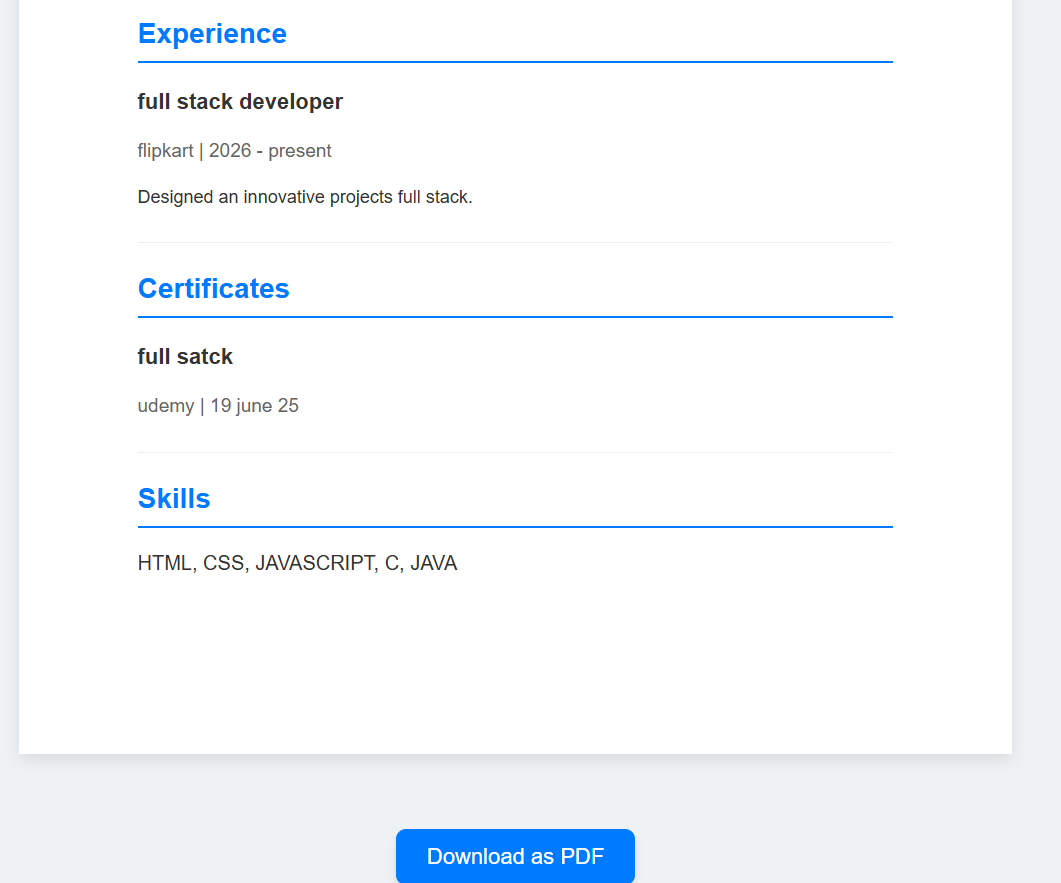 Experience
full stack developer
flipkart | 2026 - present
Designed an innovative projects full stack.
Certificates
full satck
udemy | 19 june 25
Skills
HTML, CSS, JAVASCRIPT, C, JAVA
Download as PDF